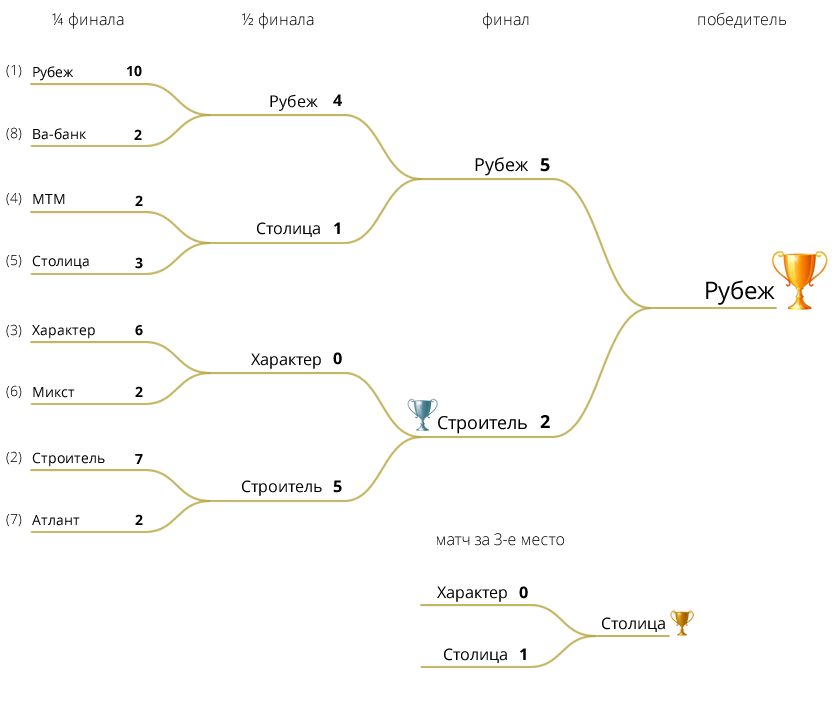 ¼ финала ½ финала финал победитель
(1) Рубеж 10
Рубеж 4
(8) Ва-банк 2
Рубеж 5
(4) МТМ 2
Столица 1
(5) Столица 3
Рубеж
(3) Характер 6
Характер 0
(6) Микст 2
Строитель 2
(2) Строитель 7
Строитель 5
(7) Атлант 2
матч за 3-е место
Характер 0
Столица
Столица 1